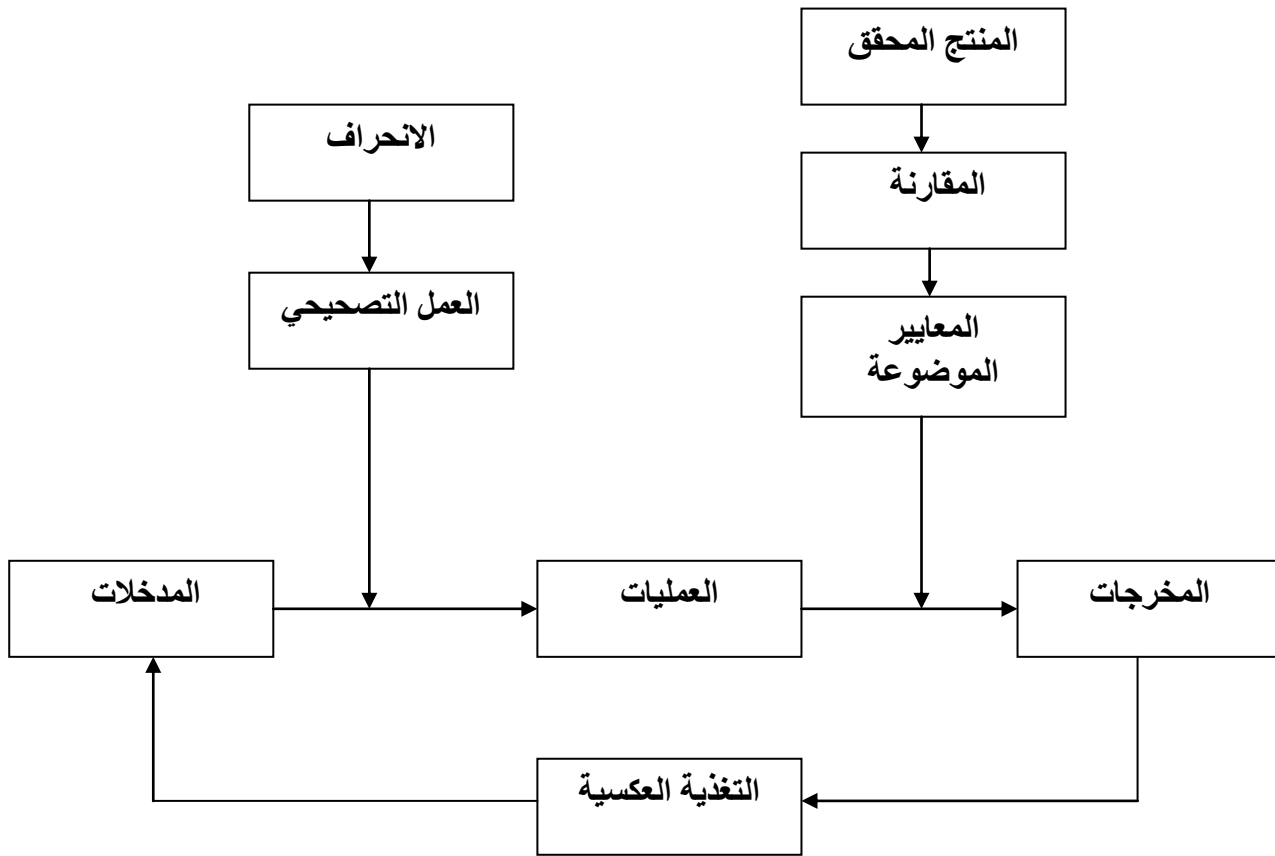 المنتج المحقق
الانحراف
المقارنة
العمل التصحيحي
المعايير
الموضوعة
المدخلات
العمليات
المخرجات
التغذية العكسية